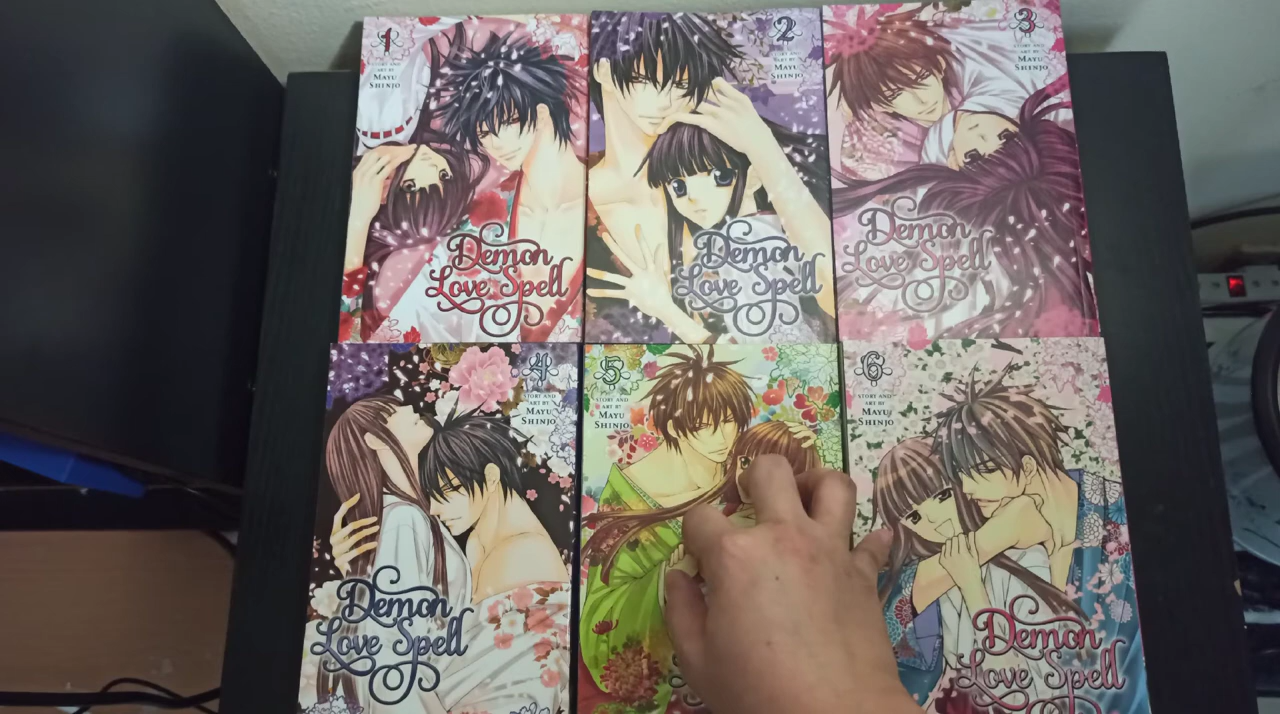 1
STORY AND
ART BY
MAYU
SHINJO
Demon
Love Spell
2
STORY AND
ART BY
MAYU
SHINJO
Demon
Love Spell
3
STORY AND
ART BY
MAYU
SHINJO
Demon
Love Spell
4
STORY AND
ART BY
MAYU
SHINJO
Demon
Love Spell
5
STORY AND
ART BY
MAYU
SHINJO
6
STORY AND
ART BY
MAYU
SHINJO
Demon
Love Spell